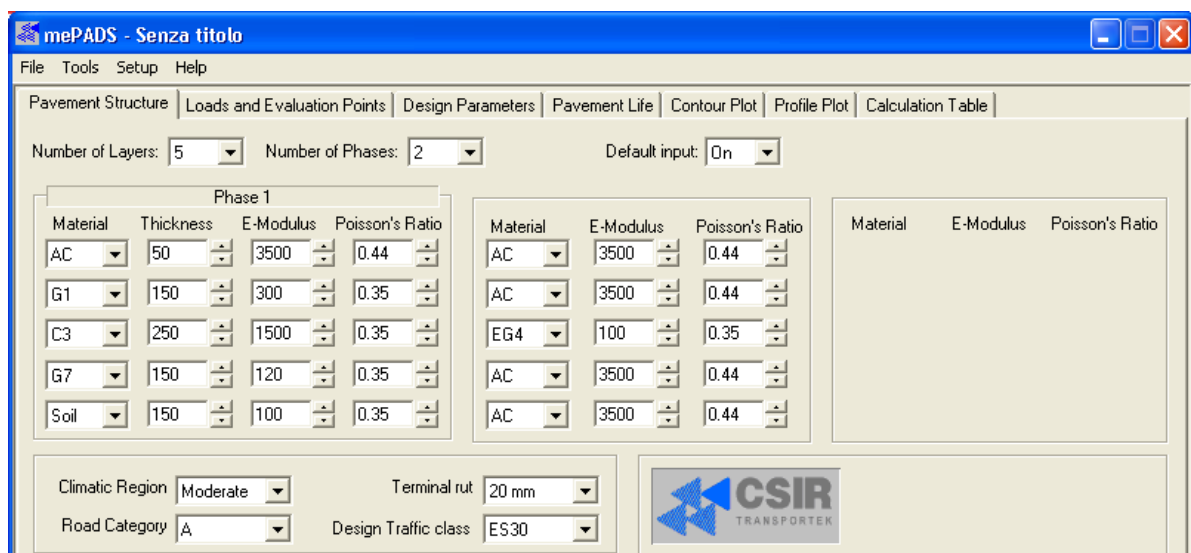 mePADS - Senza titolo
File Tools Setup Help
Pavement Structure Loads and Evaluation Points Design Parameters Pavement Life Contour Plot Profile Plot Calculation Table
Number of Layers: 5 Number of Phases: 2 Default input: On
Phase 1
Material Thickness E-Modulus Poisson's Ratio Material E-Modulus Poisson's Ratio Material E-Modulus Poisson's Ratio
AC 50 3500 0.44 AC 3500 0.44
G1 150 300 0.35 AC 3500 0.44
C3 250 1500 0.35 EG4 100 0.35
G7 150 120 0.35 AC 3500 0.44
Soil 150 100 0.35 AC 3500 0.44
Climatic Region Moderate Terminal rut 20 mm
Road Category A Design Traffic class ES30
CSIR
TRANSPORTEK